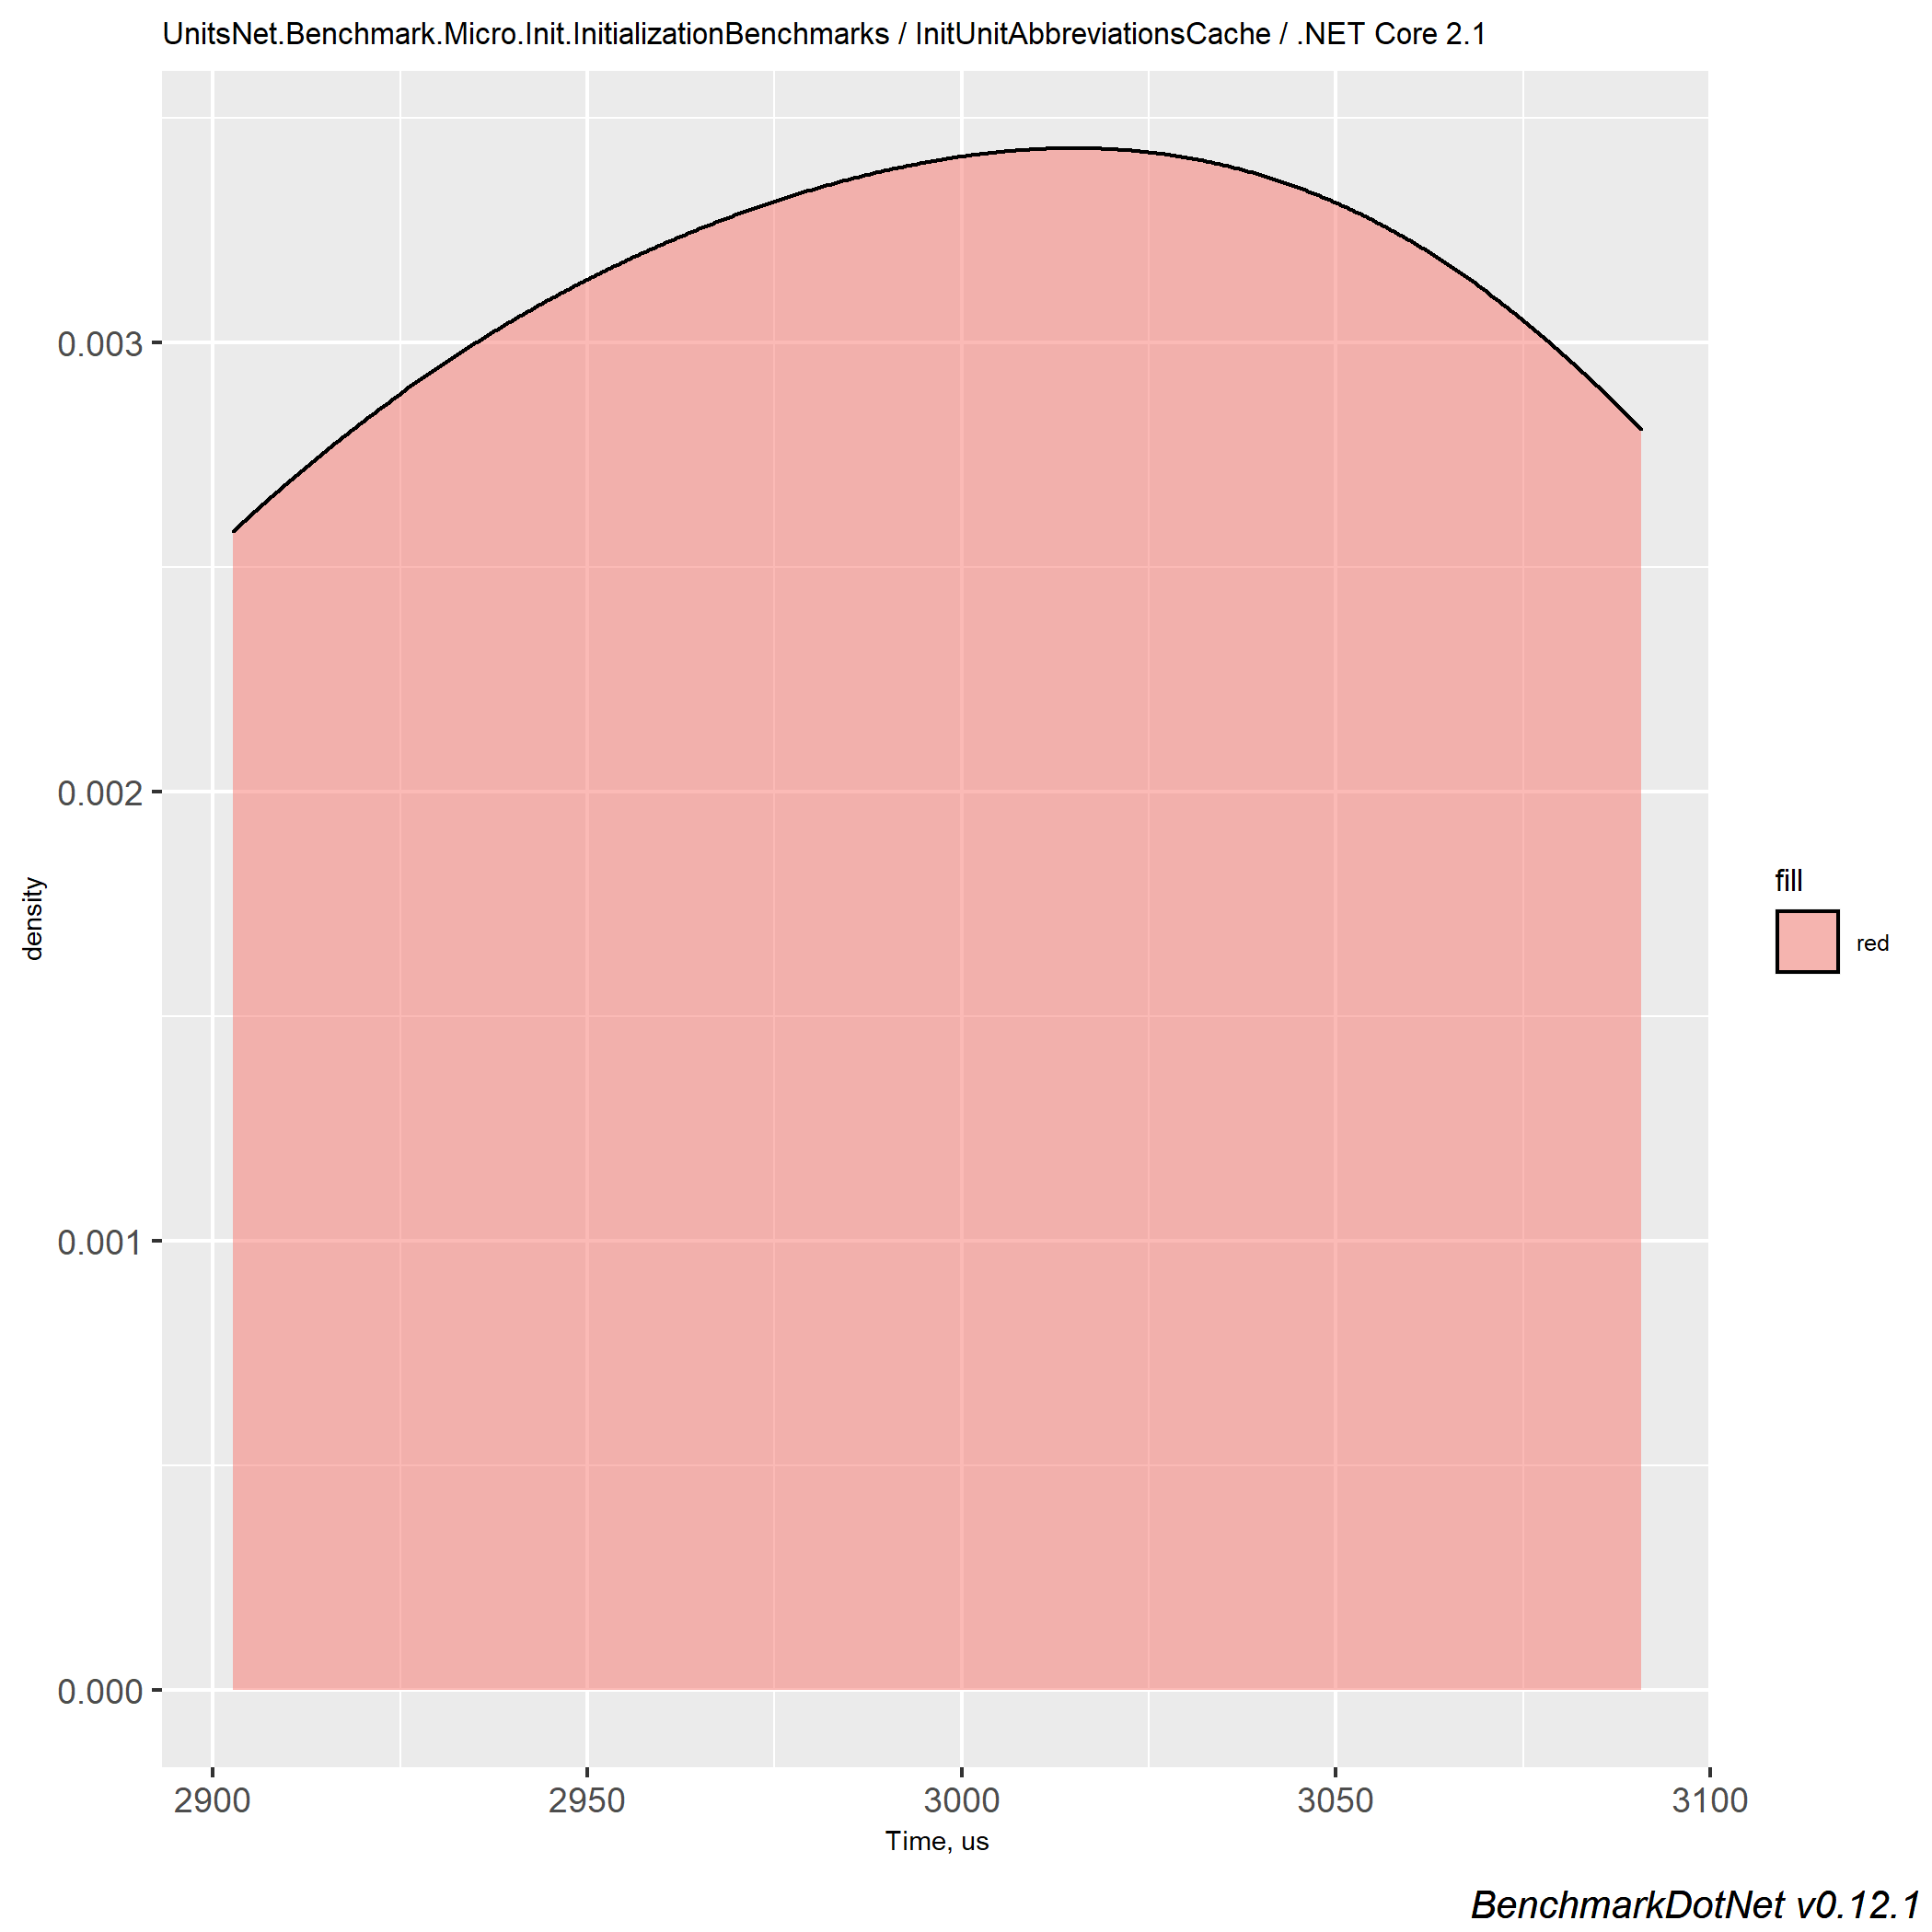 UnitsNet.Benchmark.Micro.Init.InitializationBenchmarks / InitUnitAbbreviationsCache / .NET Core 2.1
0.003
0.002
0.001
0.000
density
2900 2950 3000 3050 3100
Time, us
fill
red
BenchmarkDotNet v0.12.1